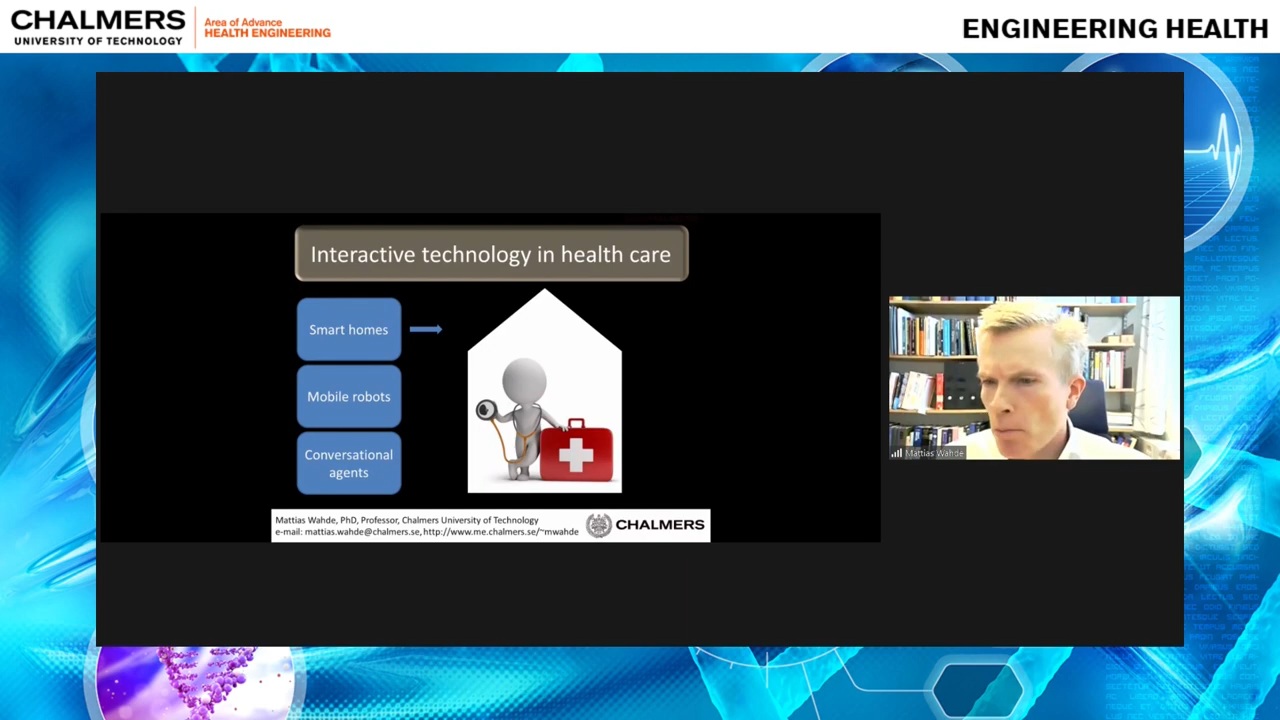 CHALMERS
UNIVERSITY OF TECHNOLOGY
Area of Advance
HEALTH ENGINEERING
ENGINEERING HEALTH
Interactive technology in health care
Smart homes
Mobile robots
Conversational
agents
Mattias Wahde
Mattias Wahde, PhD, Professor, Chalmers University of Technology
e-mail: mattias.wahde@chalmers.se, http://www.me.chalmers.se/~mwahde
CHALMERS